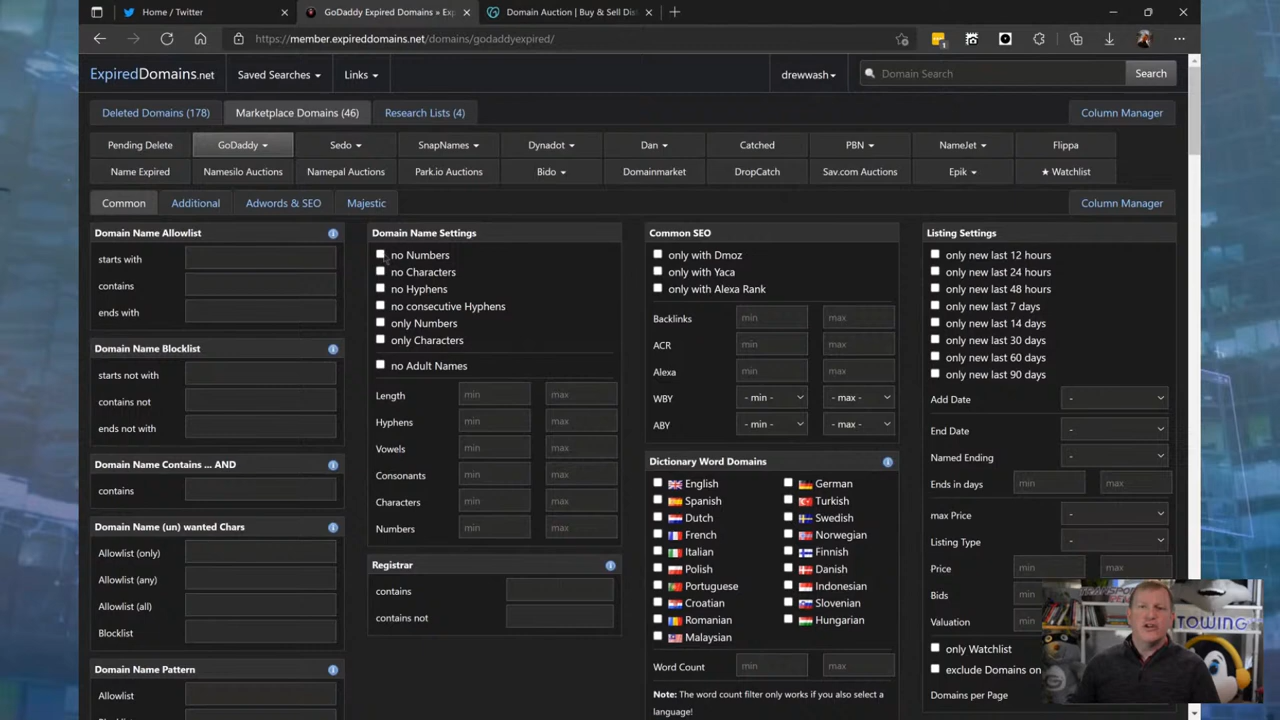 Home / Twitter
GoDaddy Expired Domains » Exp
Domain Auction | Buy & Sell Dis
https://member.expireddomains.net/domains/godaddyexpired/
1
ExpiredDomains.net
Saved Searches
Links
drewwash
Domain Search
Search
Deleted Domains (178)
Marketplace Domains (46)
Research Lists (4)
Column Manager
Pending Delete
GoDaddy
Sedo
SnapNames
Dynadot
Dan
Catched
PBN
NameJet
Flippa
Name Expired
Namesilo Auctions
Namepal Auctions
Park.io Auctions
Bido
Domainmarket
DropCatch
Sav.com Auctions
Epik
★ Watchlist
Common
Additional
Adwords & SEO
Majestic
Column Manager
Domain Name Allowlist
starts with
contains
ends with
Domain Name Blocklist
starts not with
contains not
ends not with
Domain Name Contains ... AND
contains
Domain Name (un) wanted Chars
Allowlist (only)
Allowlist (any)
Allowlist (all)
Blocklist
Domain Name Pattern
Allowlist
Domain Name Settings
no Numbers
no Characters
no Hyphens
no consecutive Hyphens
only Numbers
only Characters
no Adult Names
Length min max
Hyphens min max
Vowels min max
Consonants min max
Characters min max
Numbers min max
Registrar
contains
contains not
Common SEO
only with Dmoz
only with Yaca
only with Alexa Rank
Backlinks min max
ACR min max
Alexa min max
WBY - min - - max -
ABY - min - - max -
Dictionary Word Domains
English German
Spanish Turkish
Dutch Swedish
French Norwegian
Italian Finnish
Polish Danish
Portuguese Indonesian
Croatian Slovenian
Romanian Hungarian
Malaysian
Word Count min max
Note: The word count filter only works if you also select a
language!
Listing Settings
only new last 12 hours
only new last 24 hours
only new last 48 hours
only new last 7 days
only new last 14 days
only new last 30 days
only new last 60 days
only new last 90 days
Add Date -
End Date -
Named Ending -
Ends in days min max
max Price -
Listing Type -
Price min max
Bids min
Valuation min
only Watchlist
exclude Domains on
Domains per Page
TOWING